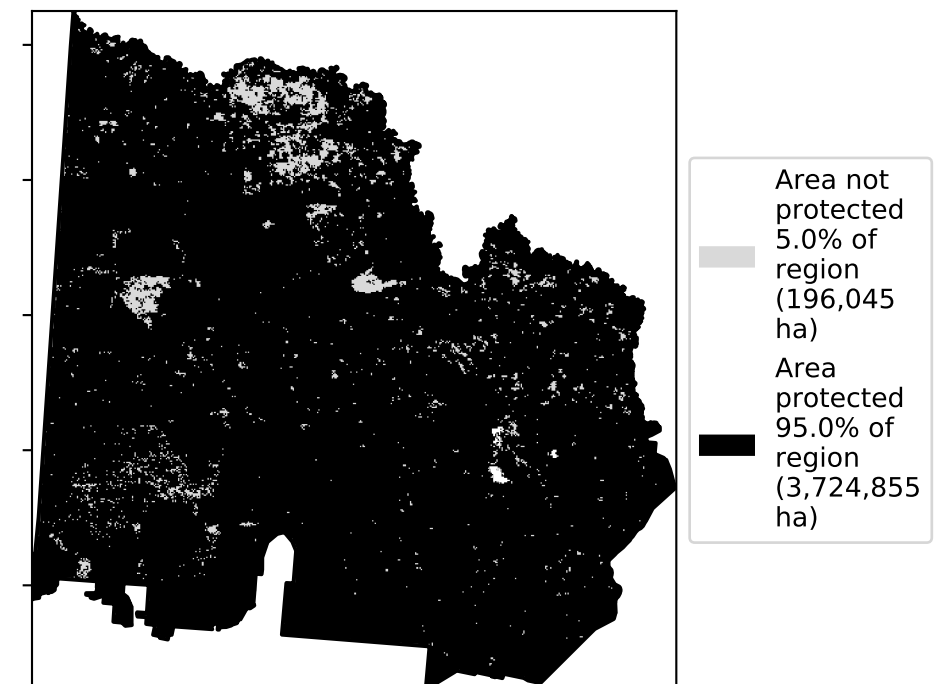 Area not
protected
5.0% of
region
(196,045
ha)
Area
protected
95.0% of
region
(3,724,855
ha)